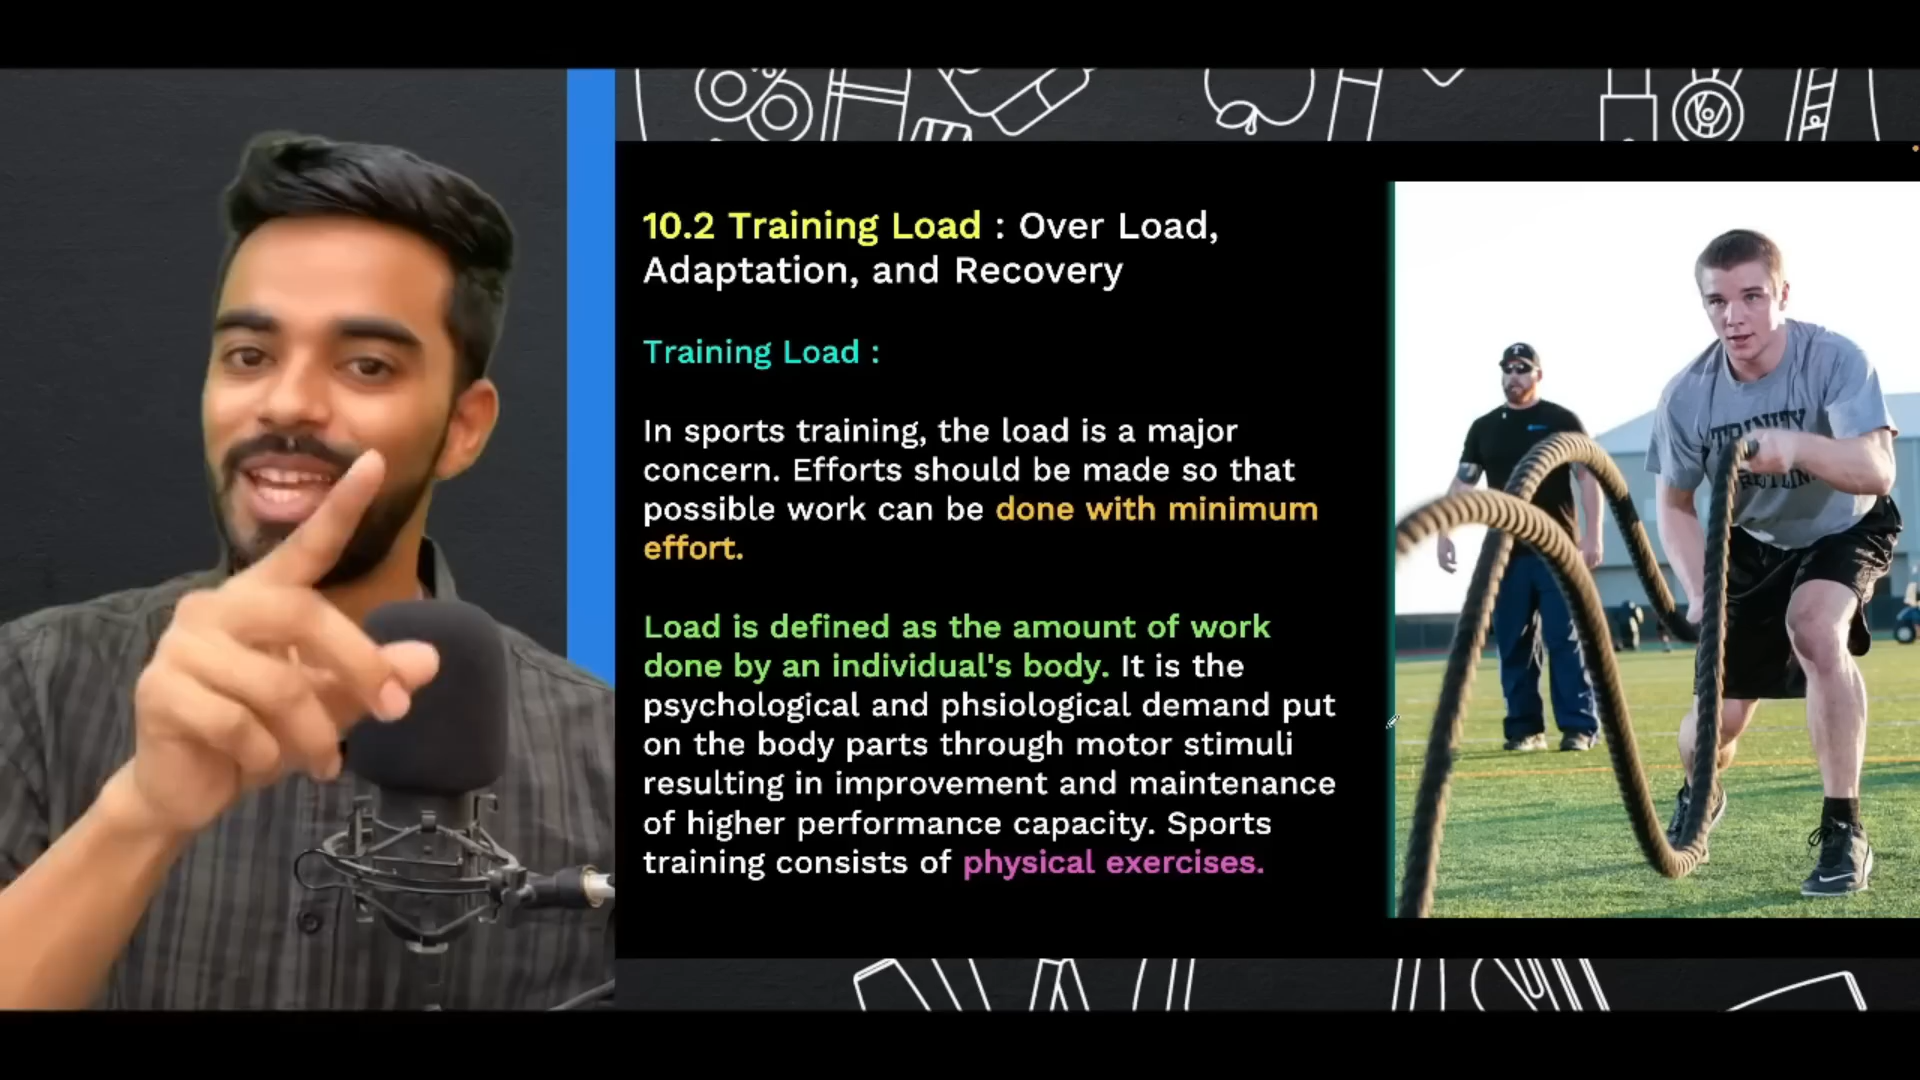 10.2 Training Load : Over Load,
Adaptation, and Recovery
Training Load :
In sports training, the load is a major
concern. Efforts should be made so that
possible work can be done with minimum
effort.
Load is defined as the amount of work
done by an individual's body. It is the
psychological and phsiological demand put
on the body parts through motor stimuli
resulting in improvement and maintenance
of higher performance capacity. Sports
training consists of physical exercises.
TRINITY